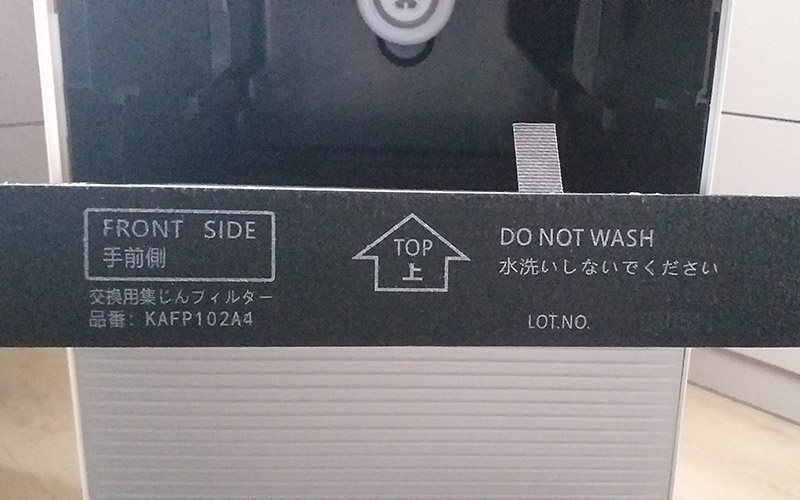 FRONT SIDE
手前側
交換用集じんフィルター
品番: KAFP102A4
TOP
上
DO NOT WASH
水洗いしないでください
LOT.NO.